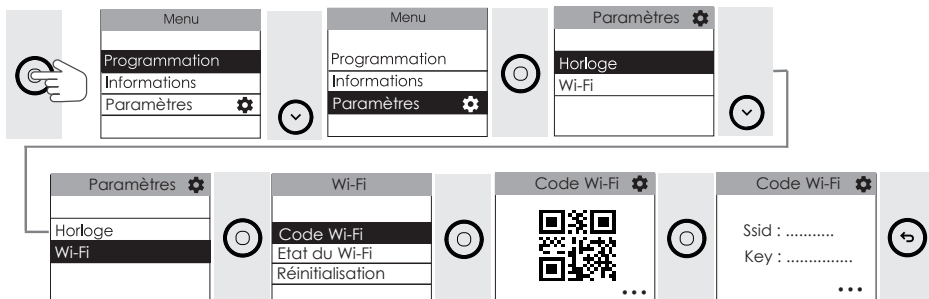 Menu
Programmation
Informations
Paramètres
Menu
Programmation
Informations
Paramètres
Paramètres
Horloge
Wi-Fi
Paramètres
Horloge
Wi-Fi
Wi-Fi
Code Wi-Fi
Etat du Wi-Fi
Réinitialisation
Code Wi-Fi
...
Code Wi-Fi
Ssid : ...........
Key : ...............
...